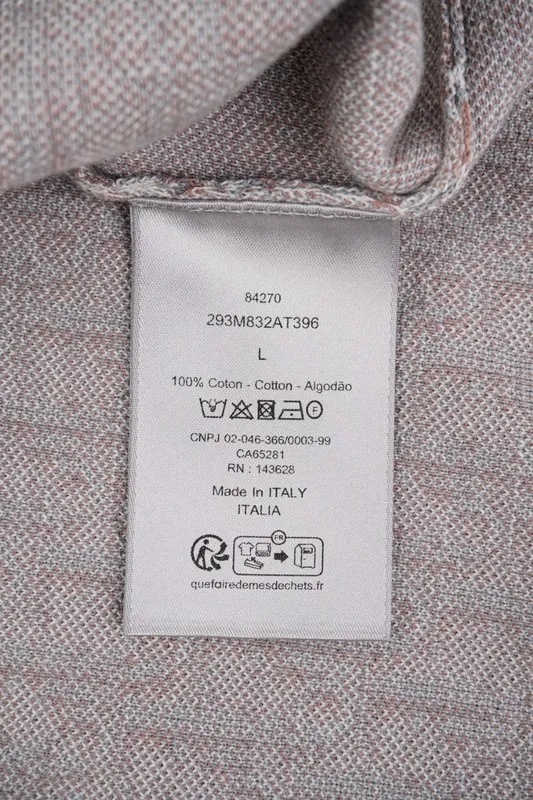 84270
293M832AT396
L
100% Coton - Cotton - Algodão
F
CNPJ 02-046-366/0003-99
CA65281
RN : 143628
Made In ITALY
ITALIA
FR
quefairedemesdechets.fr